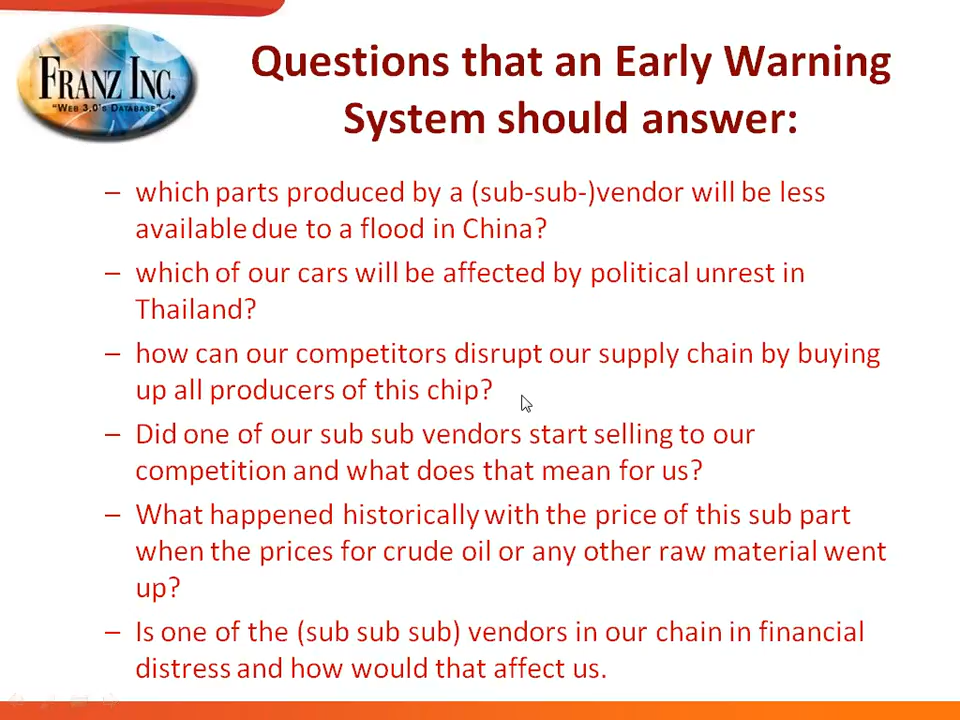 FRANZ INC.
"WEB 3.0'S DATABASE"
Questions that an Early Warning
System should answer:
– which parts produced by a (sub-sub-)vendor will be less
available due to a flood in China?
– which of our cars will be affected by political unrest in
Thailand?
– how can our competitors disrupt our supply chain by buying
up all producers of this chip?
– Did one of our sub sub vendors start selling to our
competition and what does that mean for us?
– What happened historically with the price of this sub part
when the prices for crude oil or any other raw material went
up?
– Is one of the (sub sub sub) vendors in our chain in financial
distress and how would that affect us.